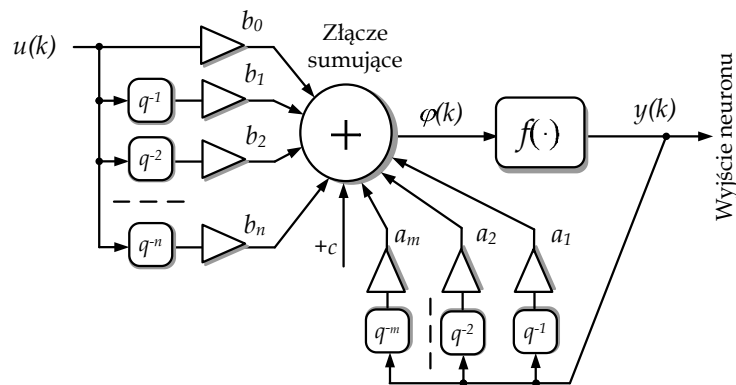 b₀
Złącze
sumujące
u(k)
q⁻¹
b₁
q⁻²
b₂
q⁻ⁿ
bₙ
+
+c
φ(k)
f(·)
y(k)
Wyjście neuronu
aₘ
a₂
a₁
q⁻ᵐ
q⁻²
q⁻¹